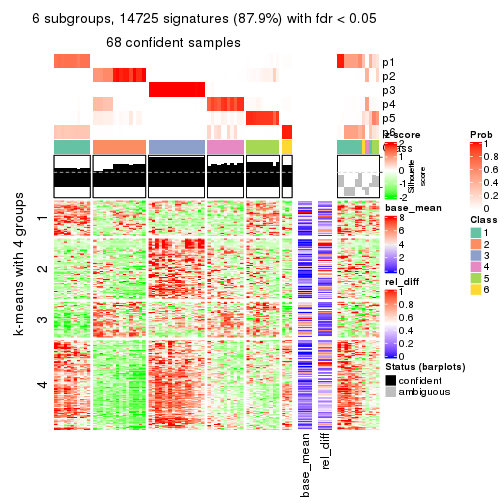 6 subgroups, 14725 signatures (87.9%) with fdr < 0.05
68 confident samples
p1
p2
p3
p4
p5
p6
Class
z-score
2
1
0
-1
-2
Silhouette
score
base_mean
8
6
4
2
0
rel_diff
1
0.8
0.6
0.4
0.2
0
Status (barplots)
confident
ambiguous
Prob
1
0.8
0.6
0.4
0.2
0
Class
1
2
3
4
5
6
k-means with 4 groups
1
2
3
4
base_mean
rel_diff